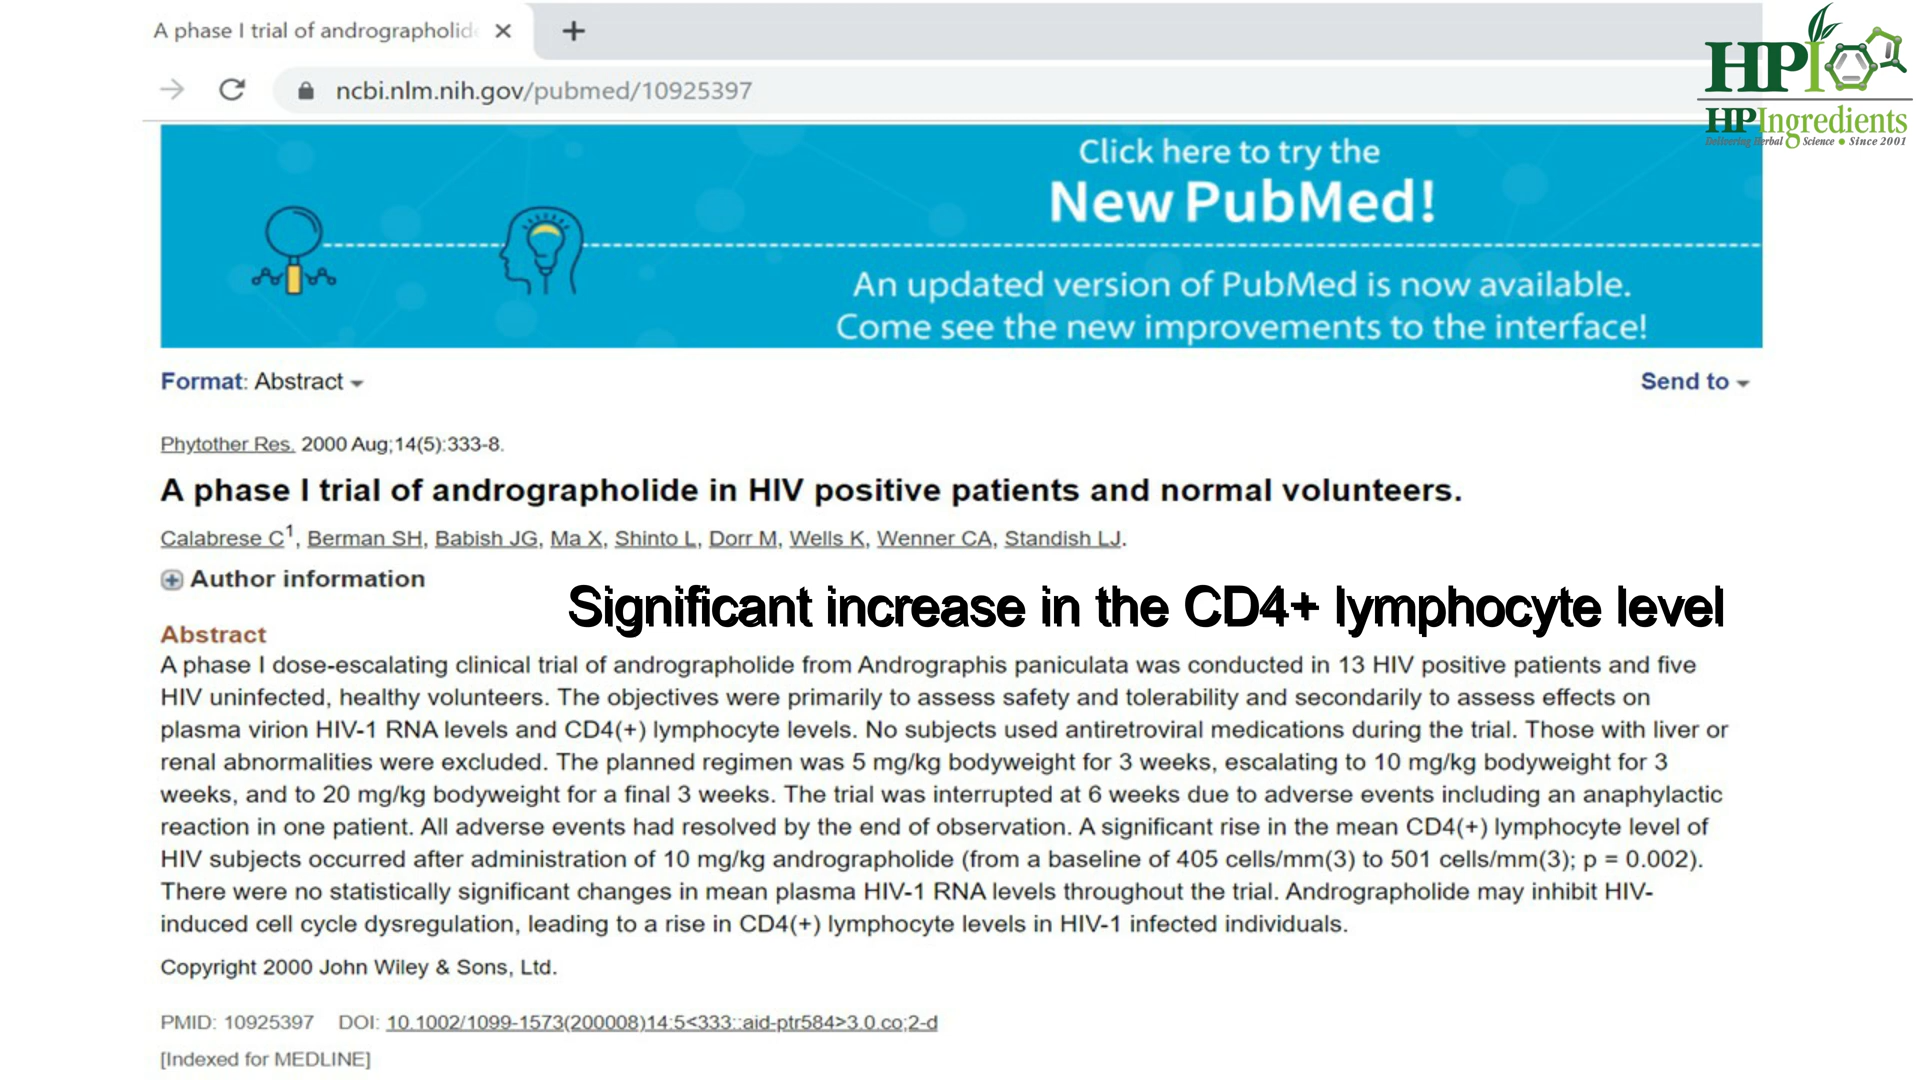 A phase I trial of andrographolid
ncbi.nlm.nih.gov/pubmed/10925397
HPI
HPIngredients
Delivering Herbal Science • Since 2001
Click here to try the
New PubMed!
An updated version of PubMed is now available.
Come see the new improvements to the interface!
Format: Abstract
Send to
Phytother Res. 2000 Aug;14(5):333-8.
A phase I trial of andrographolide in HIV positive patients and normal volunteers.
Calabrese C1, Berman SH, Babish JG, Ma X, Shinto L, Dorr M, Wells K, Wenner CA, Standish LJ.
Author information
Significant increase in the CD4+ lymphocyte level
Abstract
A phase I dose-escalating clinical trial of andrographolide from Andrographis paniculata was conducted in 13 HIV positive patients and five
HIV uninfected, healthy volunteers. The objectives were primarily to assess safety and tolerability and secondarily to assess effects on
plasma virion HIV-1 RNA levels and CD4(+) lymphocyte levels. No subjects used antiretroviral medications during the trial. Those with liver or
renal abnormalities were excluded. The planned regimen was 5 mg/kg bodyweight for 3 weeks, escalating to 10 mg/kg bodyweight for 3
weeks, and to 20 mg/kg bodyweight for a final 3 weeks. The trial was interrupted at 6 weeks due to adverse events including an anaphylactic
reaction in one patient. All adverse events had resolved by the end of observation. A significant rise in the mean CD4(+) lymphocyte level of
HIV subjects occurred after administration of 10 mg/kg andrographolide (from a baseline of 405 cells/mm(3) to 501 cells/mm(3); p = 0.002).
There were no statistically significant changes in mean plasma HIV-1 RNA levels throughout the trial. Andrographolide may inhibit HIV-
induced cell cycle dysregulation, leading to a rise in CD4(+) lymphocyte levels in HIV-1 infected individuals.
Copyright 2000 John Wiley & Sons, Ltd.
PMID: 10925397 DOI: 10.1002/1099-1573(200008)14:5<333::aid-ptr584>3.0.co;2-d
[Indexed for MEDLINE]